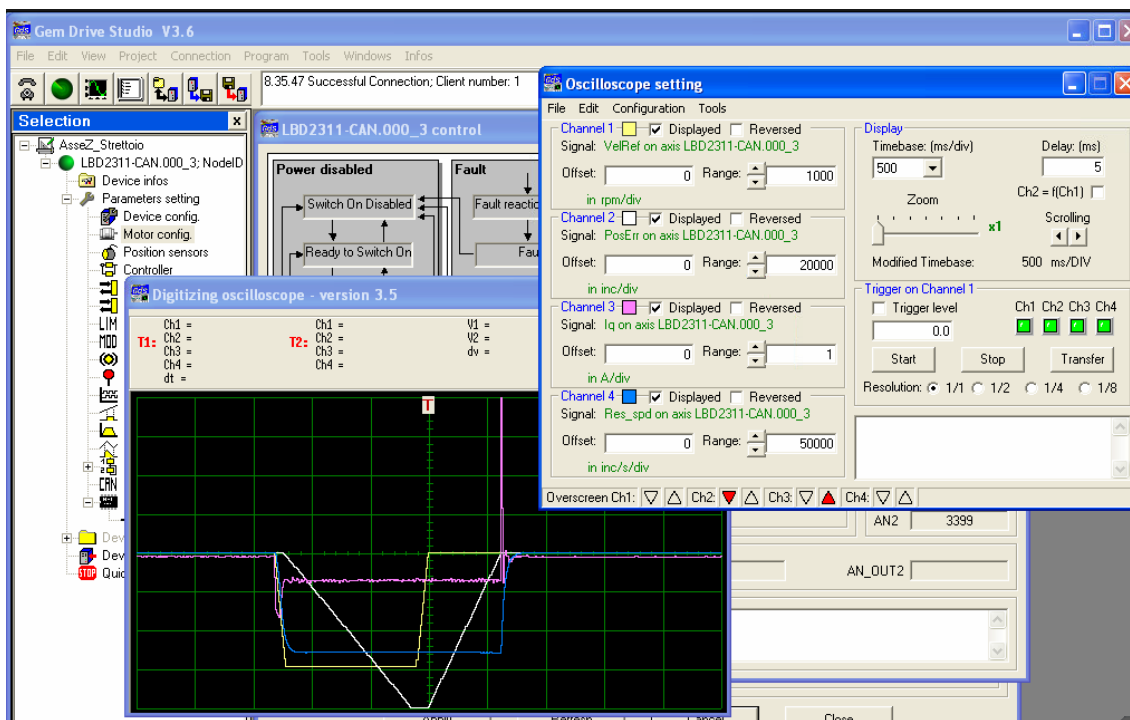 Gem Drive Studio V3.6
File Edit View Project Connection Program Tools Windows Infos
8.35.47 Successful Connection; Client number: 1
Selection
AsseZ_Strettoio
LBD2311-CAN.000_3; NodeID
Device infos
Parameters setting
Device config.
Motor config.
Position sensors
Controller
LIM
MOD
CAN
Dev
Dev
STOP Quic
LBD2311-CAN.000_3 control
Power disabled
Fault
Switch On Disabled
Fault reactio
Ready to Switch On
Fau
Digitizing oscilloscope - version 3.5
T1:
Ch1 =
Ch2 =
Ch3 =
Ch4 =
dt =
T2:
Ch1 =
Ch2 =
Ch3 =
Ch4 =
V1 =
V2 =
dv =
T
Oscilloscope setting
File Edit Configuration Tools
Channel 1 Displayed Reversed
Signal: VelRef on axis LBD2311-CAN.000_3
Offset: 0 Range: 1000
in rpm/div
Channel 2 Displayed Reversed
Signal: PosErr on axis LBD2311-CAN.000_3
Offset: 0 Range: 20000
in inc/div
Channel 3 Displayed Reversed
Signal: Iq on axis LBD2311-CAN.000_3
Offset: 0 Range: 1
in A/div
Channel 4 Displayed Reversed
Signal: Res_spd on axis LBD2311-CAN.000_3
Offset: 0 Range: 50000
in inc/s/div
Display
Timebase: (ms/div) Delay: (ms)
500 5
Ch2 = f(Ch1)
Zoom
x1
Scrolling
Modified Timebase: 500 ms/DIV
Trigger on Channel 1
Trigger level Ch1 Ch2 Ch3 Ch4
0.0
Start Stop Transfer
Resolution: 1/1 1/2 1/4 1/8
Overscreen Ch1: Ch2: Ch3: Ch4:
AN2 3399
AN_OUT2
Close